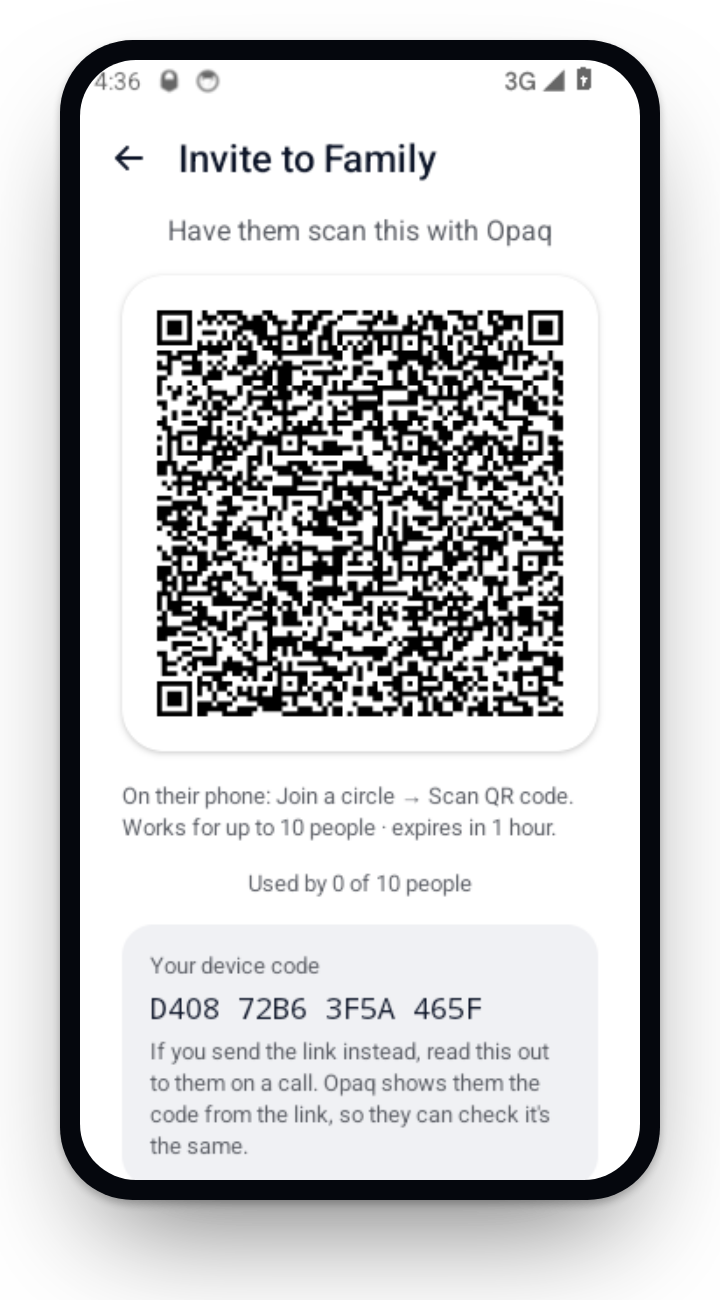 4:36
3G
Invite to Family
Have them scan this with Opaq
On their phone: Join a circle → Scan QR code.
Works for up to 10 people · expires in 1 hour.
Used by 0 of 10 people
Your device code
D408 72B6 3F5A 465F
If you send the link instead, read this out
to them on a call. Opaq shows them the
code from the link, so they can check it's
the same.